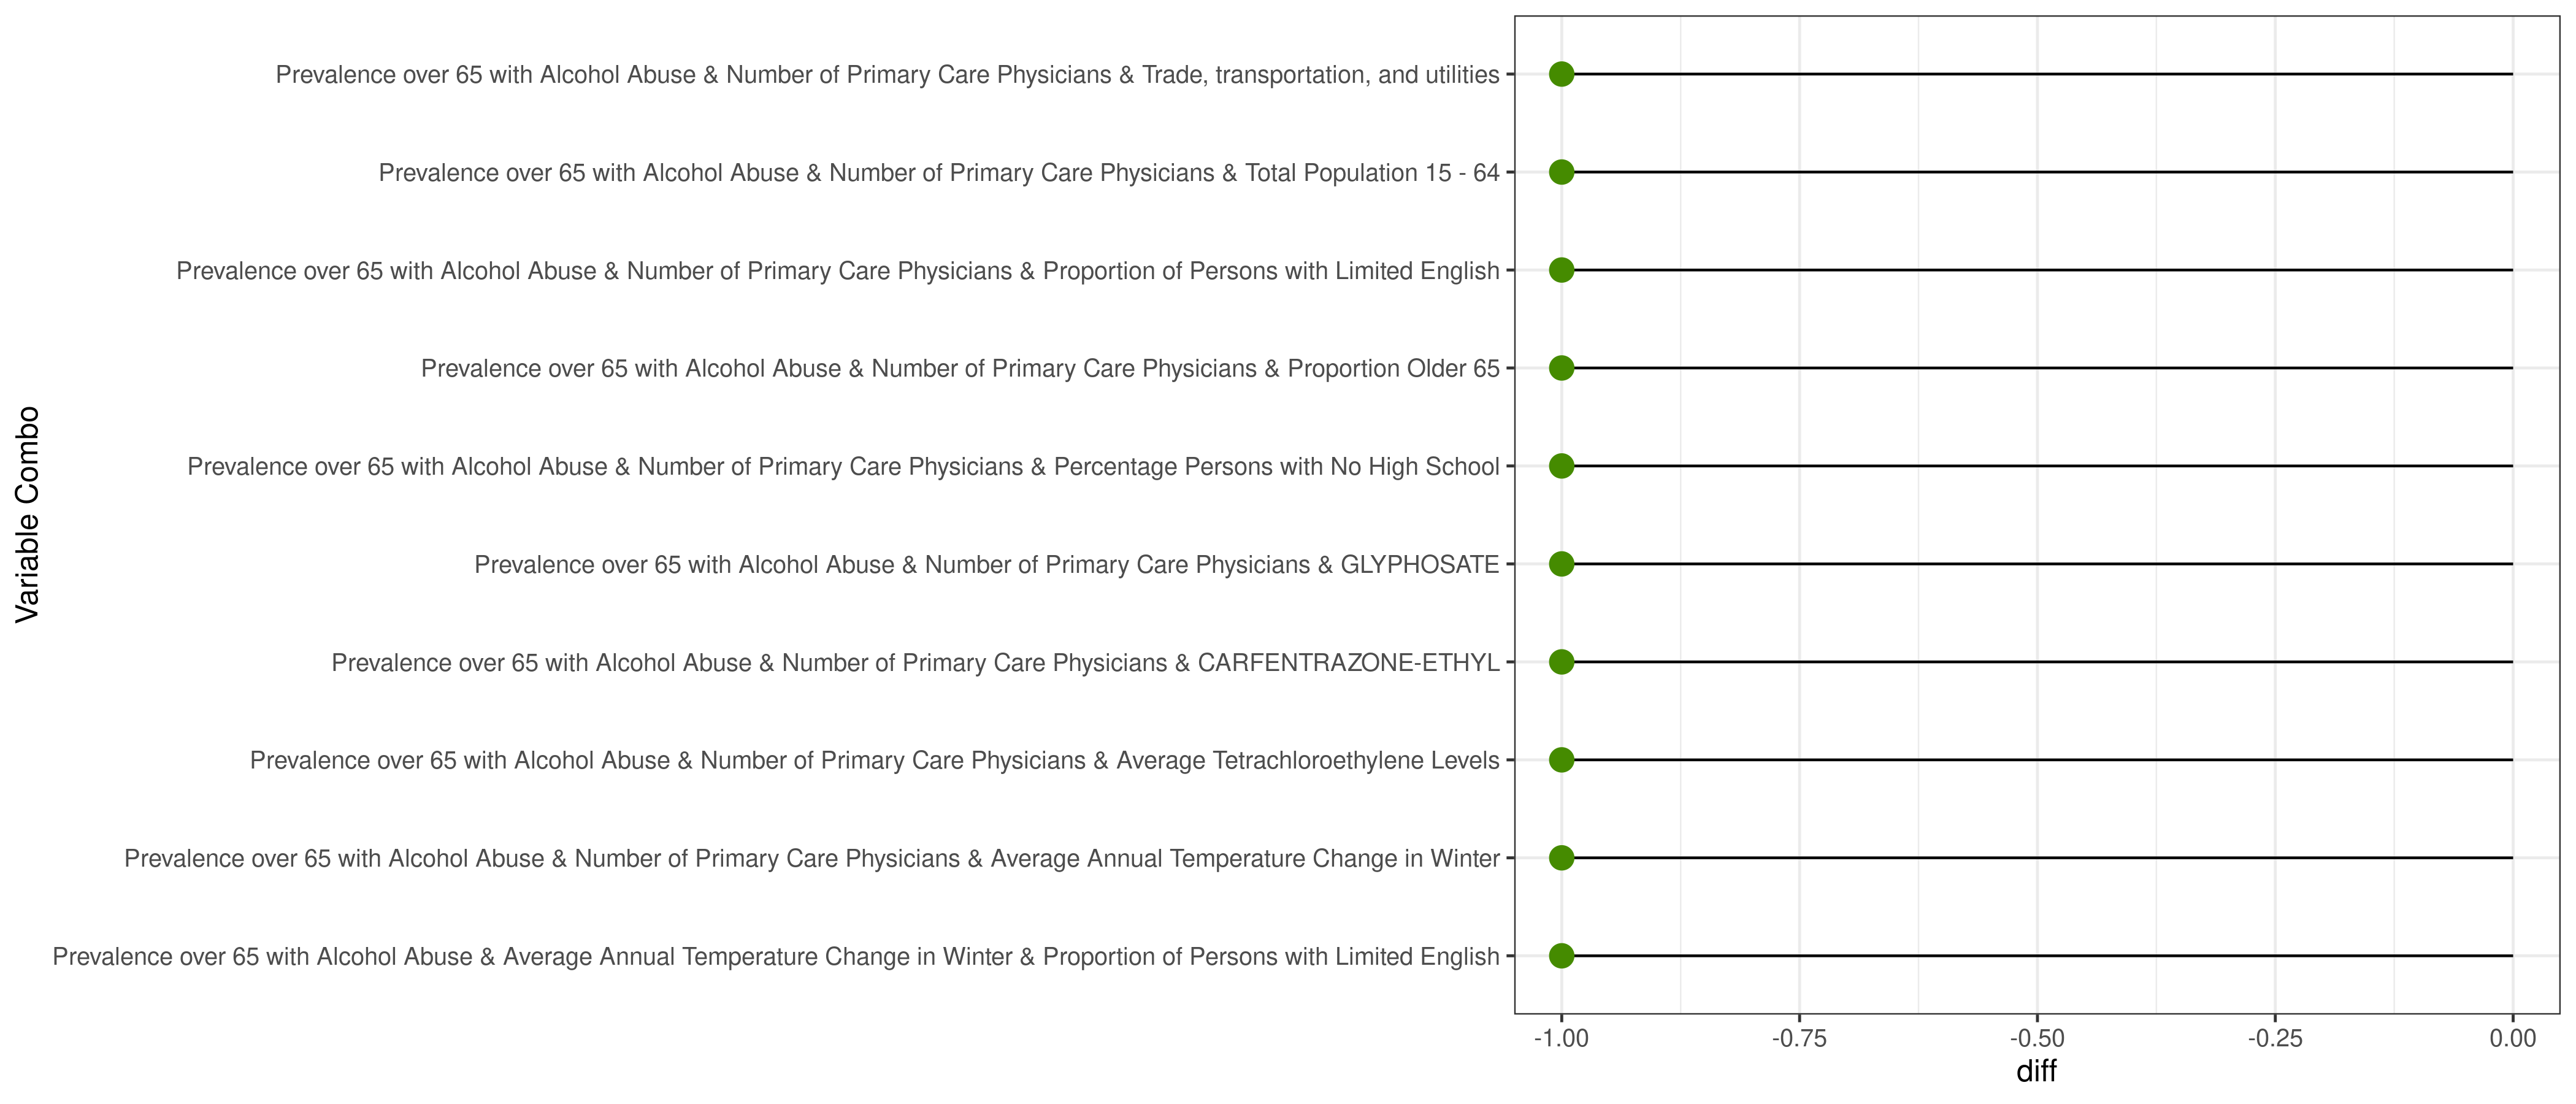 Prevalence over 65 with Alcohol Abuse & Number of Primary Care Physicians & Trade, transportation, and utilities
Prevalence over 65 with Alcohol Abuse & Number of Primary Care Physicians & Total Population 15 - 64
Prevalence over 65 with Alcohol Abuse & Number of Primary Care Physicians & Proportion of Persons with Limited English
Prevalence over 65 with Alcohol Abuse & Number of Primary Care Physicians & Proportion Older 65
Prevalence over 65 with Alcohol Abuse & Number of Primary Care Physicians & Percentage Persons with No High School
Prevalence over 65 with Alcohol Abuse & Number of Primary Care Physicians & GLYPHOSATE
Prevalence over 65 with Alcohol Abuse & Number of Primary Care Physicians & CARFENTRAZONE-ETHYL
Prevalence over 65 with Alcohol Abuse & Number of Primary Care Physicians & Average Tetrachloroethylene Levels
Prevalence over 65 with Alcohol Abuse & Number of Primary Care Physicians & Average Annual Temperature Change in Winter
Prevalence over 65 with Alcohol Abuse & Average Annual Temperature Change in Winter & Proportion of Persons with Limited English
Variable Combo
-1.00 -0.75 -0.50 -0.25 0.00
diff